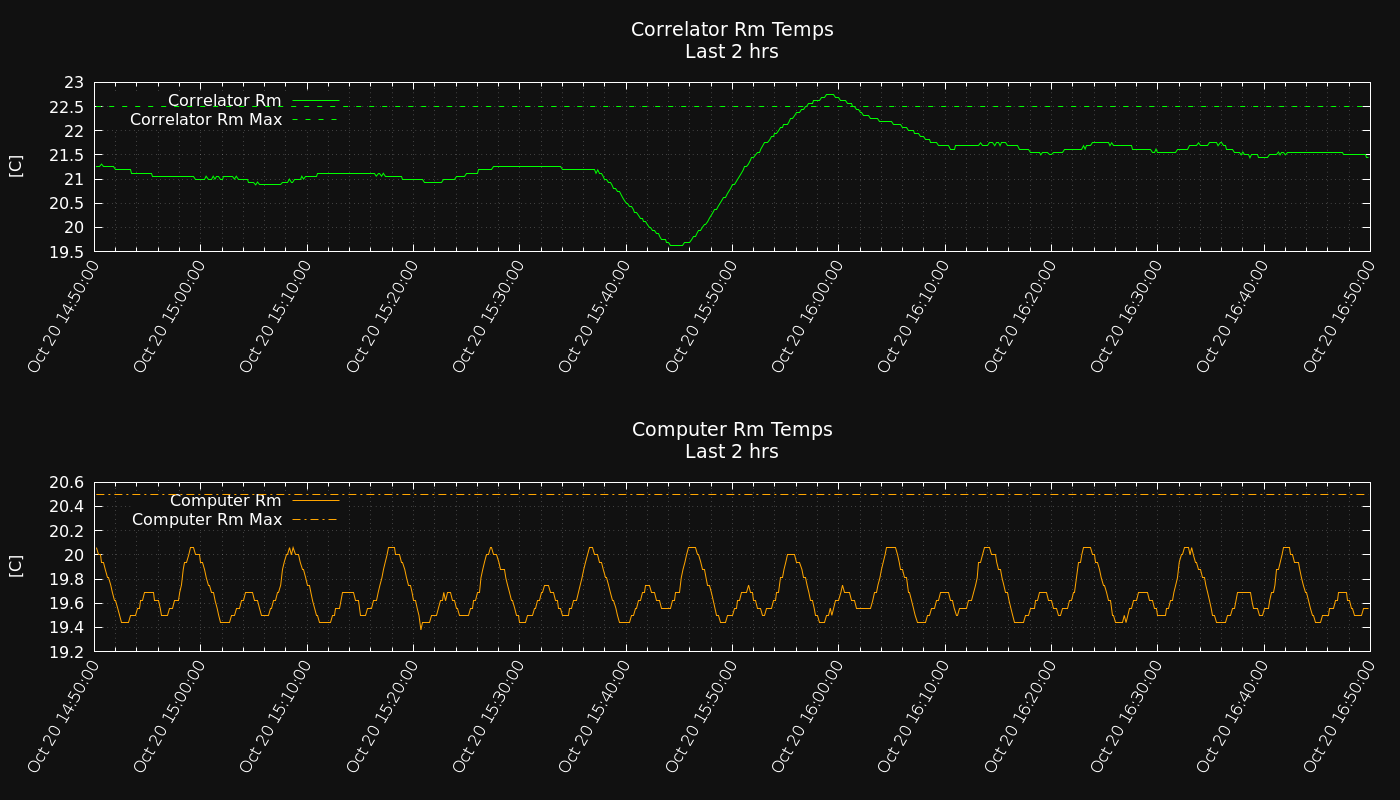 Correlator Rm Temps
Last 2 hrs
[C]
23
22.5
22
21.5
21
20.5
20
19.5
Correlator Rm
Correlator Rm Max
Oct 20 14:50:00
Oct 20 15:00:00
Oct 20 15:10:00
Oct 20 15:20:00
Oct 20 15:30:00
Oct 20 15:40:00
Oct 20 15:50:00
Oct 20 16:00:00
Oct 20 16:10:00
Oct 20 16:20:00
Oct 20 16:30:00
Oct 20 16:40:00
Oct 20 16:50:00
Computer Rm Temps
Last 2 hrs
[C]
20.6
20.4
20.2
20
19.8
19.6
19.4
19.2
Computer Rm
Computer Rm Max
Oct 20 14:50:00
Oct 20 15:00:00
Oct 20 15:10:00
Oct 20 15:20:00
Oct 20 15:30:00
Oct 20 15:40:00
Oct 20 15:50:00
Oct 20 16:00:00
Oct 20 16:10:00
Oct 20 16:20:00
Oct 20 16:30:00
Oct 20 16:40:00
Oct 20 16:50:00